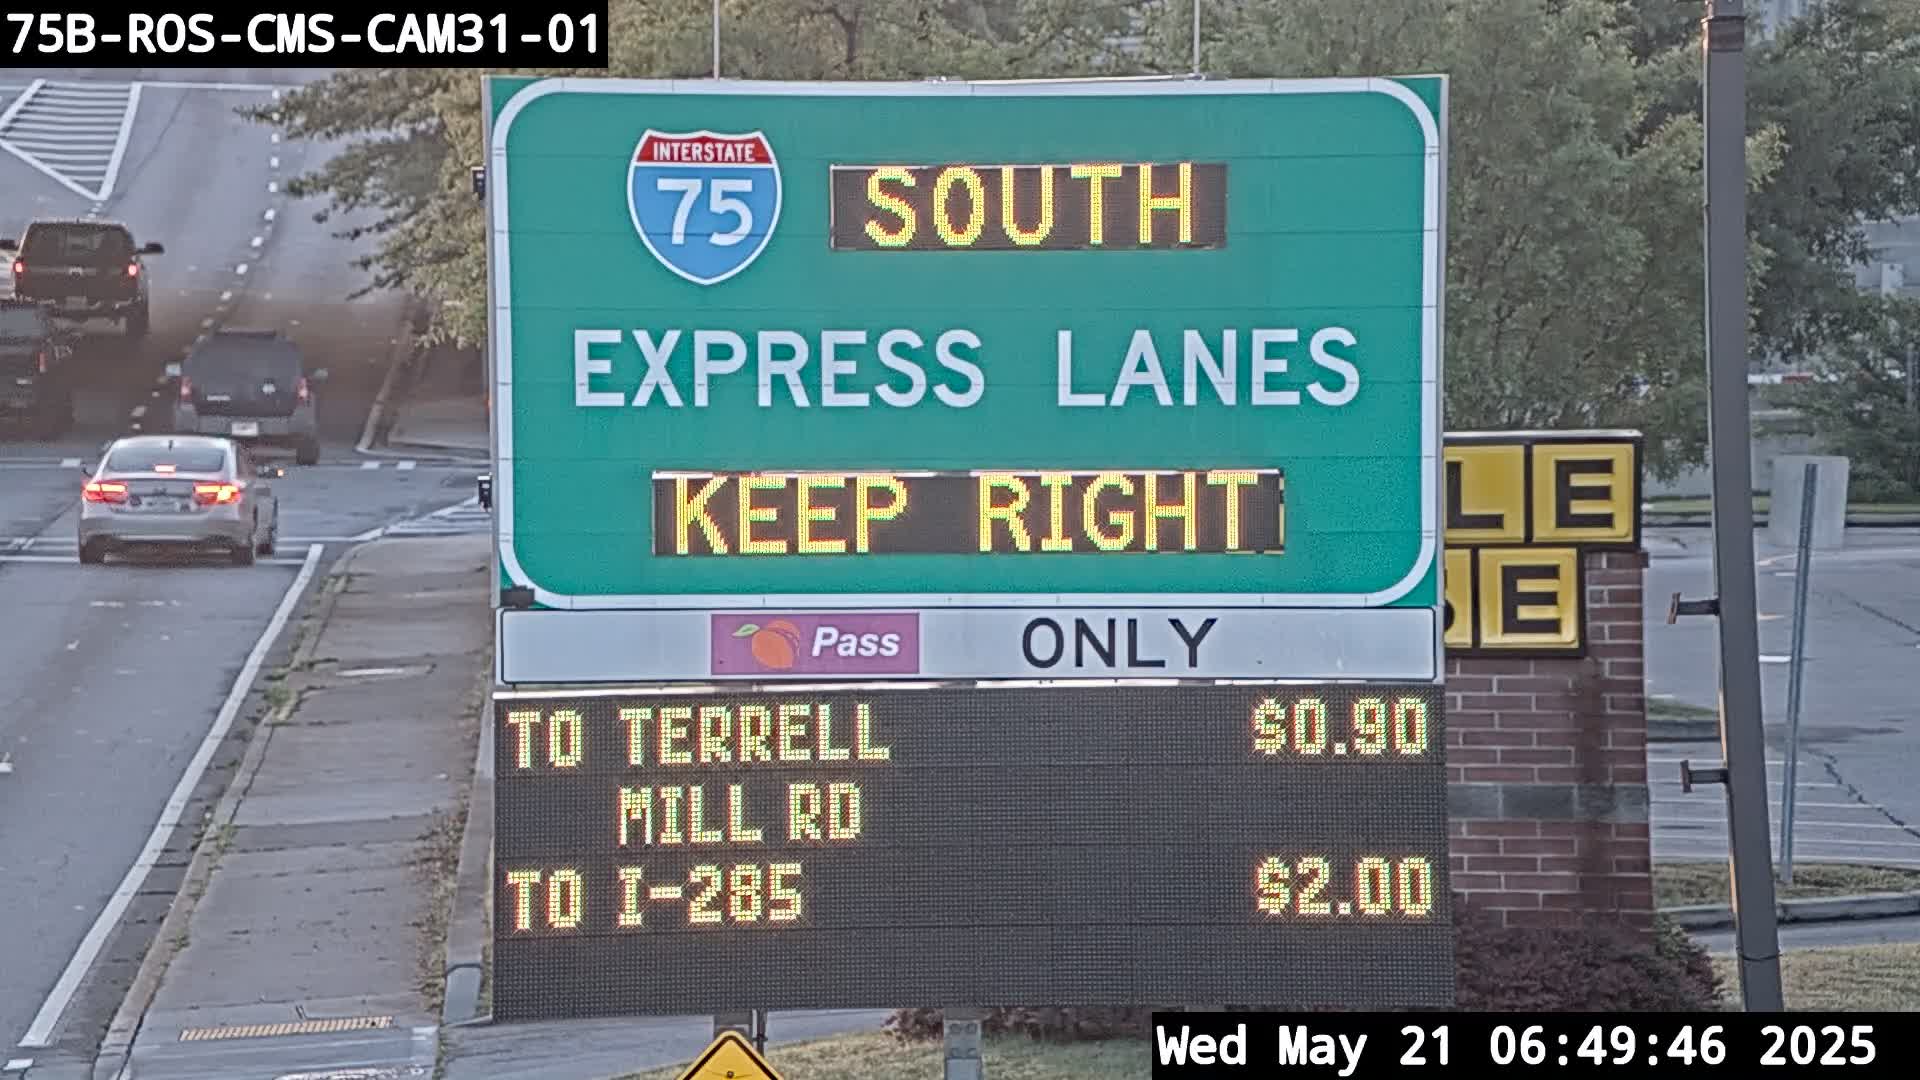 75B-ROS-CMS-CAM31-01
INTERSTATE
75
SOUTH
EXPRESS LANES
KEEP RIGHT
Pass ONLY
TO TERRELL $0.90
MILL RD
TO I-285 $2.00
LE
E
Wed May 21 06:49:46 2025